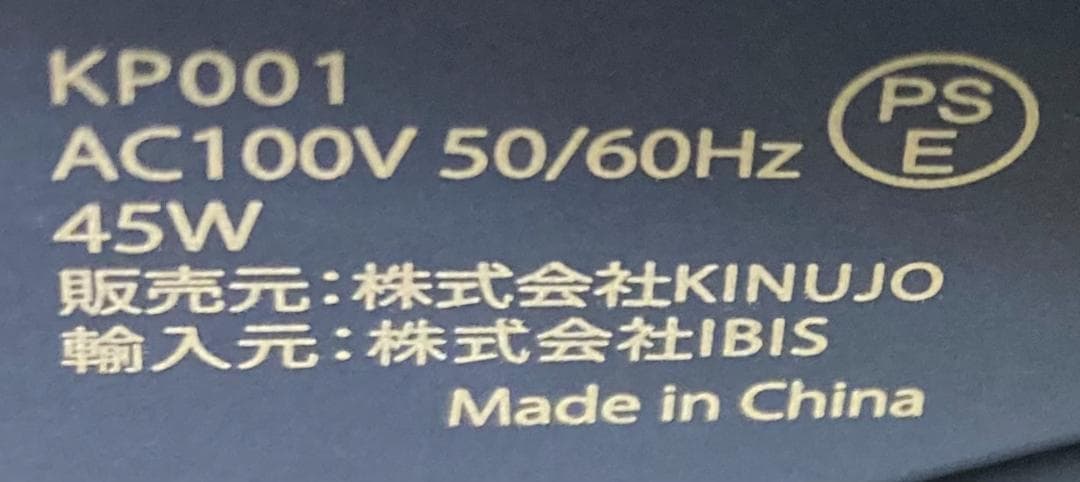 KP001
PS
E
AC100V 50/60Hz
45W
販売元：株式会社KINUJO
輸入元：株式会社IBIS
Made in China